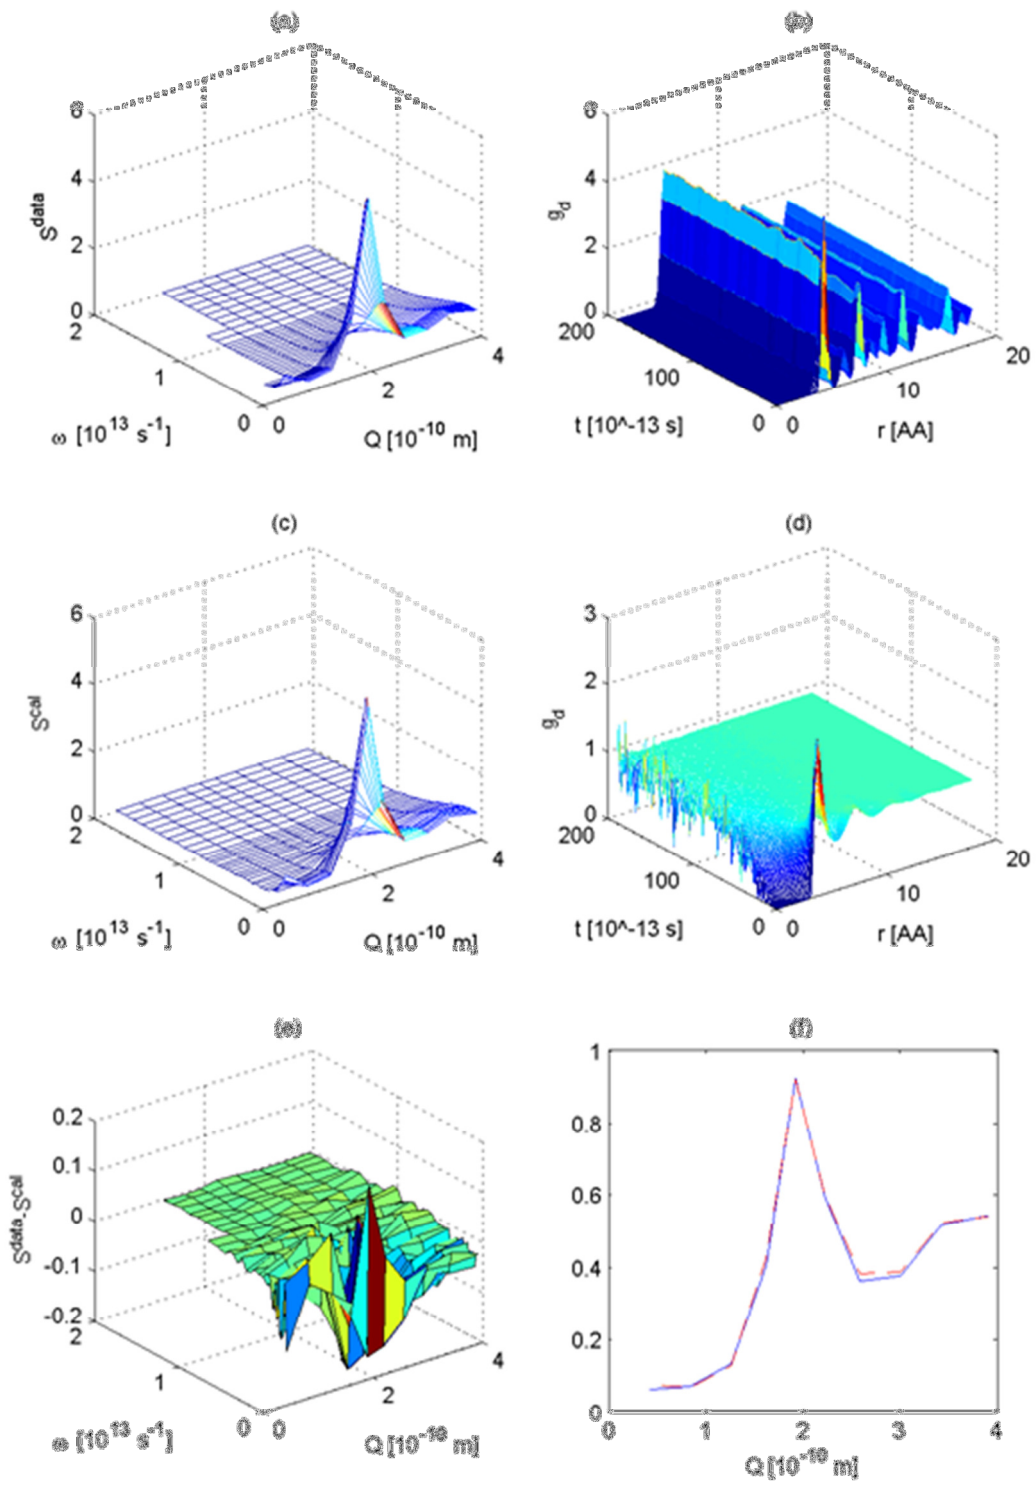 (a)
6
4
2
0
S^data
2
1
0
0
2
4
ω [10^13 s^-1]
Q [10^-10 m]
(b)
6
4
2
0
g_d
200
100
0
0
10
20
t [10^-13 s]
r [AA]
(c)
6
4
2
0
S^cal
2
1
0
0
2
4
ω [10^13 s^-1]
Q [10^-10 m]
(d)
3
2
1
0
g_d
200
100
0
0
10
20
t [10^-13 s]
r [AA]
(e)
0.2
0.1
0
-0.1
-0.2
S^data-S^cal
2
1
0
0
2
4
ω [10^13 s^-1]
Q [10^-10 m]
(f)
1
0.8
0.6
0.4
0.2
0
0
1
2
3
4
Q [10^-10 m]